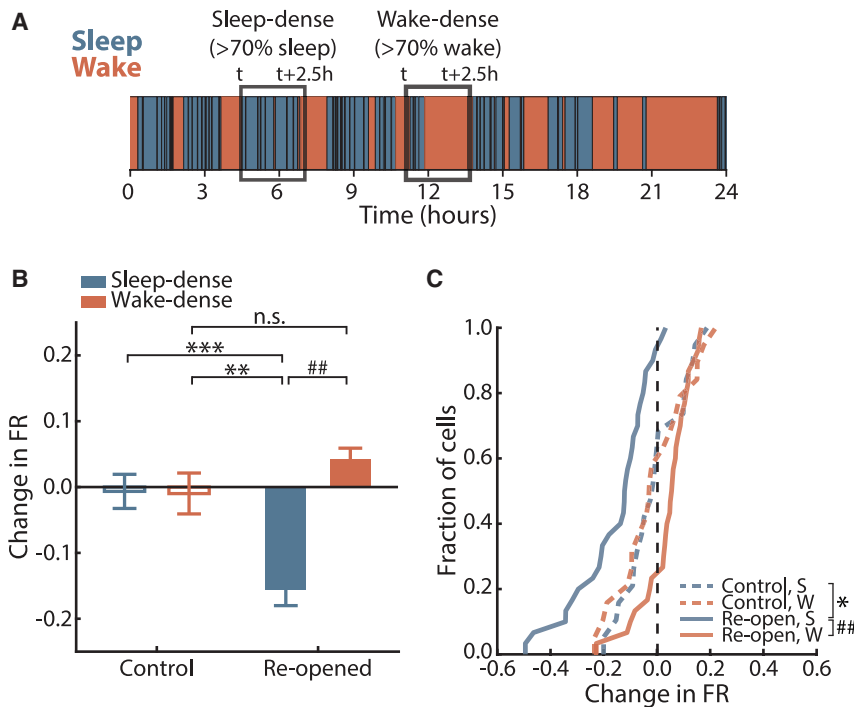 A
Sleep
Wake
Sleep-dense
(>70% sleep)
t t+2.5h
Wake-dense
(>70% wake)
t t+2.5h
0 3 6 9 12 15 18 21 24
Time (hours)
B
Sleep-dense
Wake-dense
n.s.
***
** ##
0.2
0.1
0.0
-0.1
-0.2
Change in FR
Control Re-opened
C
1.0
0.8
0.6
0.4
0.2
0.0
Fraction of cells
Control, S
Control, W
Re-open, S
Re-open, W
*
##
-0.6 -0.4 -0.2 0.0 0.2 0.4 0.6
Change in FR